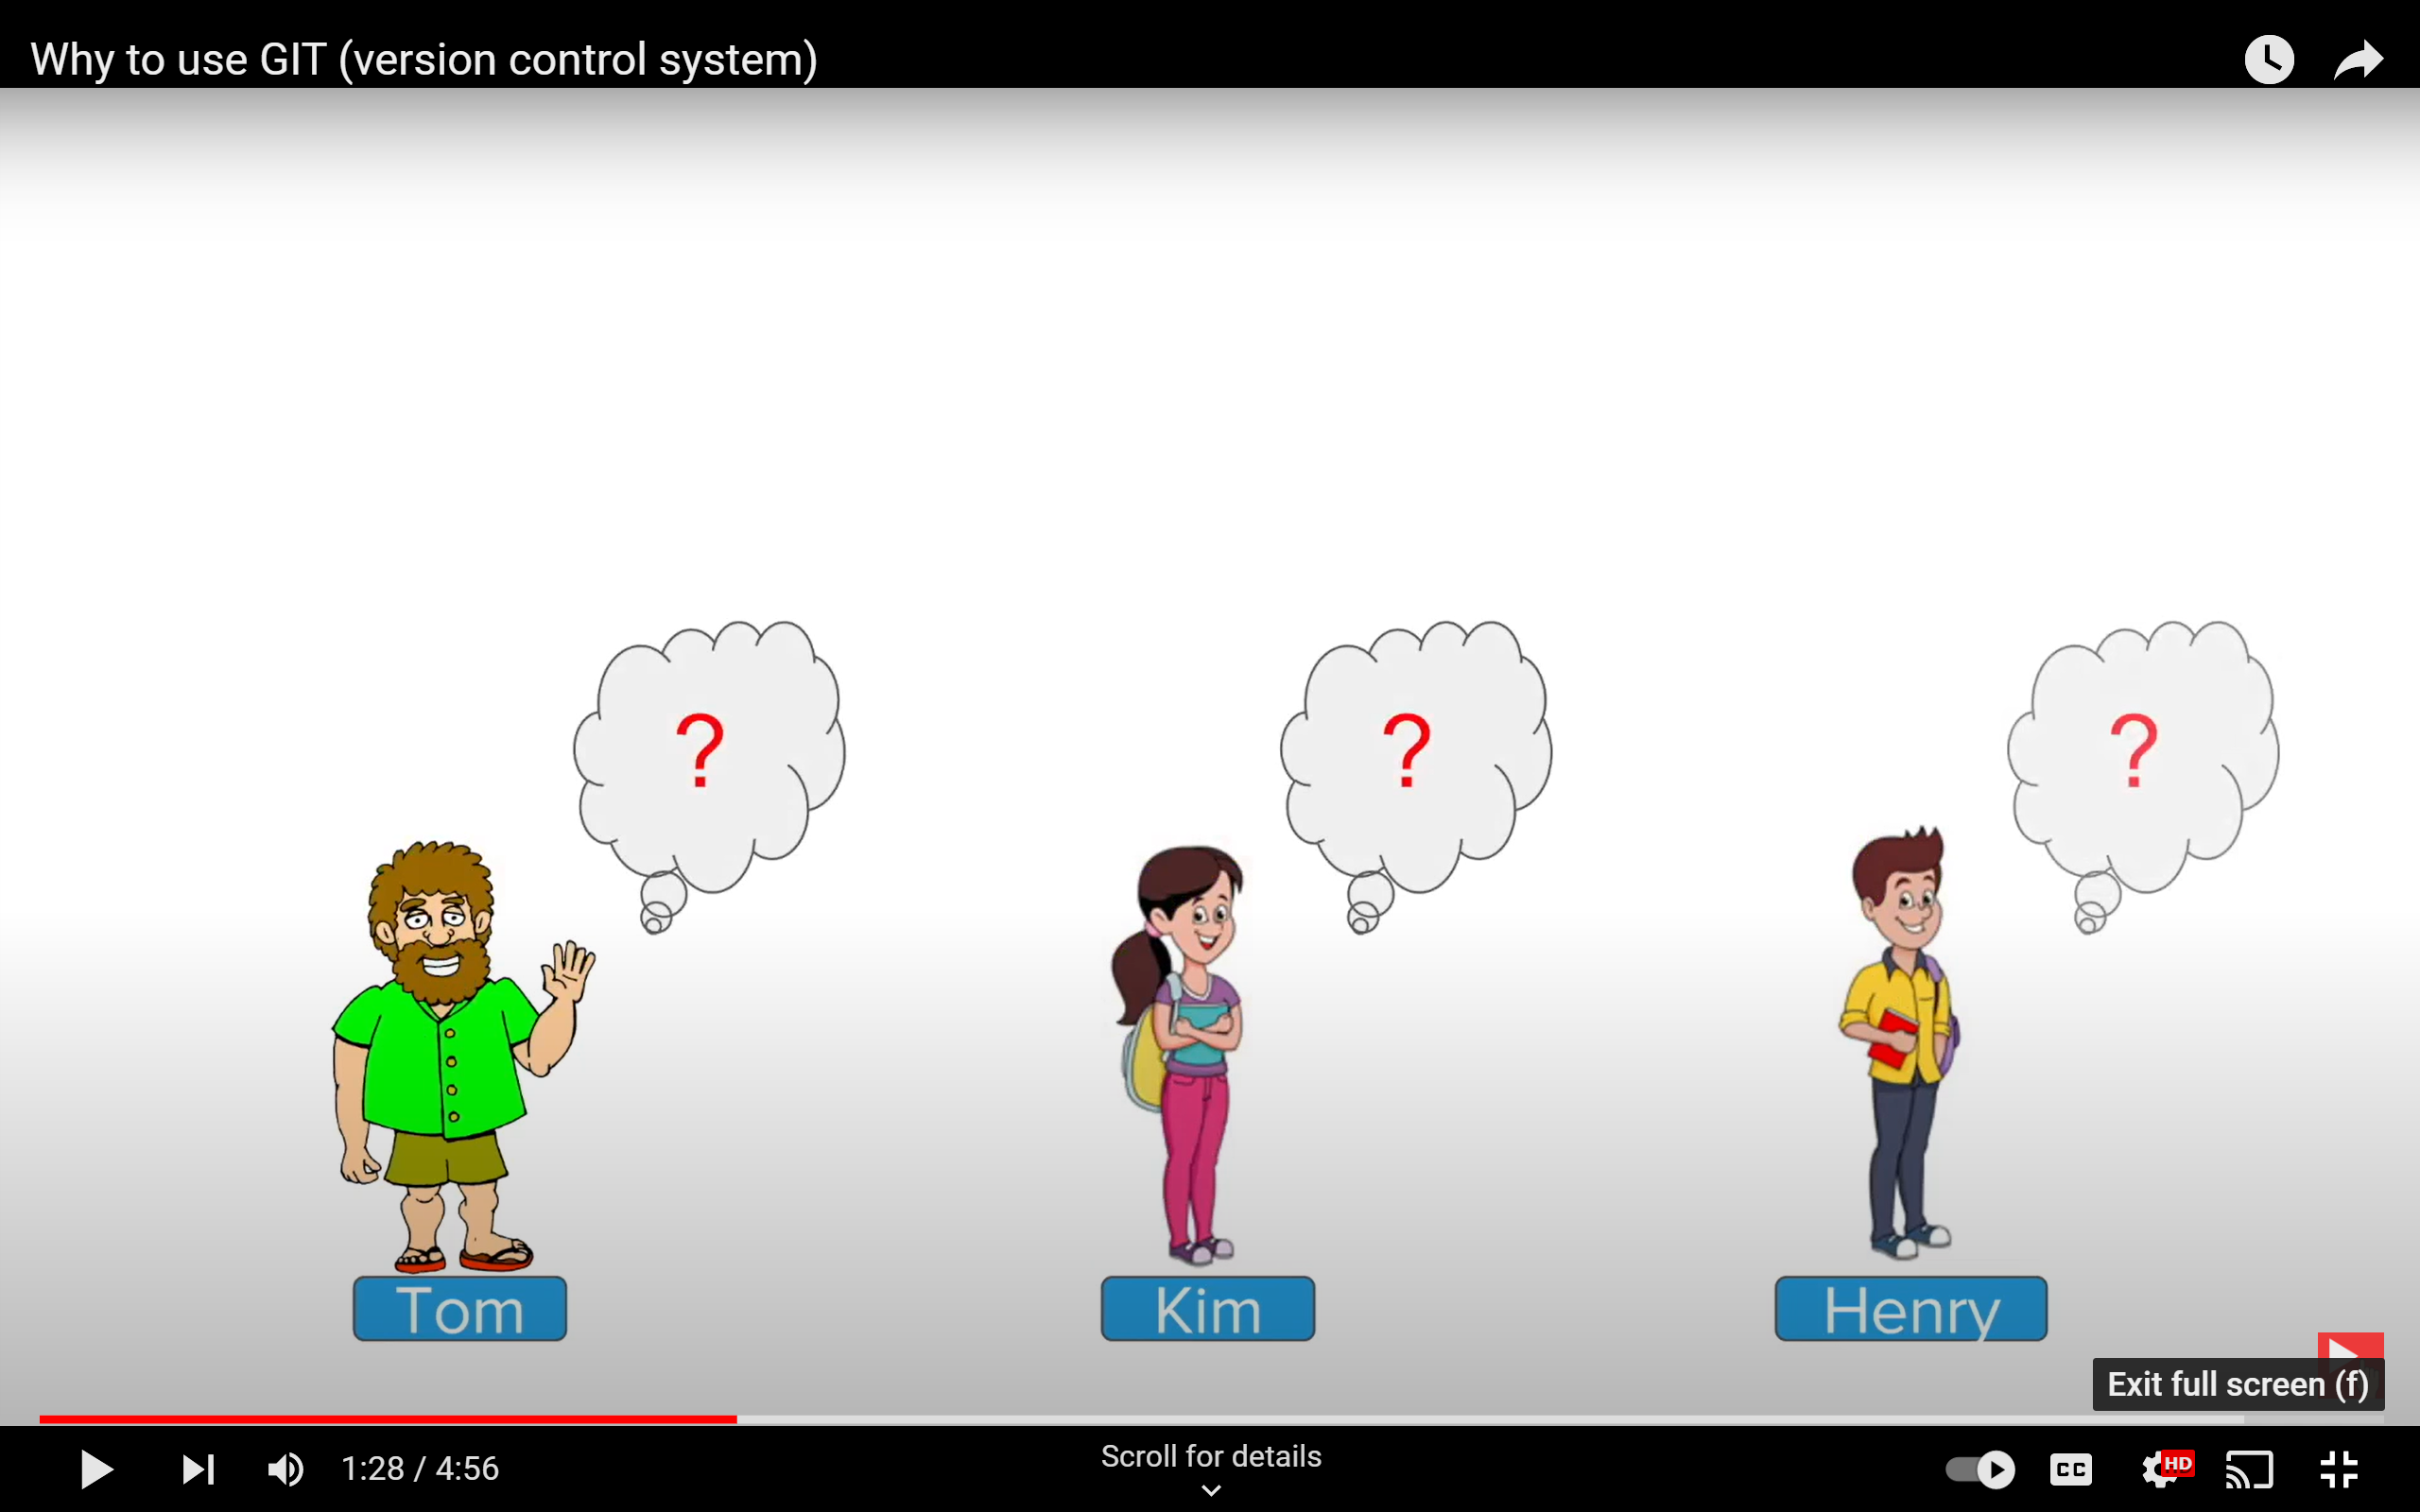 Why to use GIT (version control system)
?
?
?
Tom
Kim
Henry
Exit full screen (f)
1:28 / 4:56
Scroll for details
CC
HD